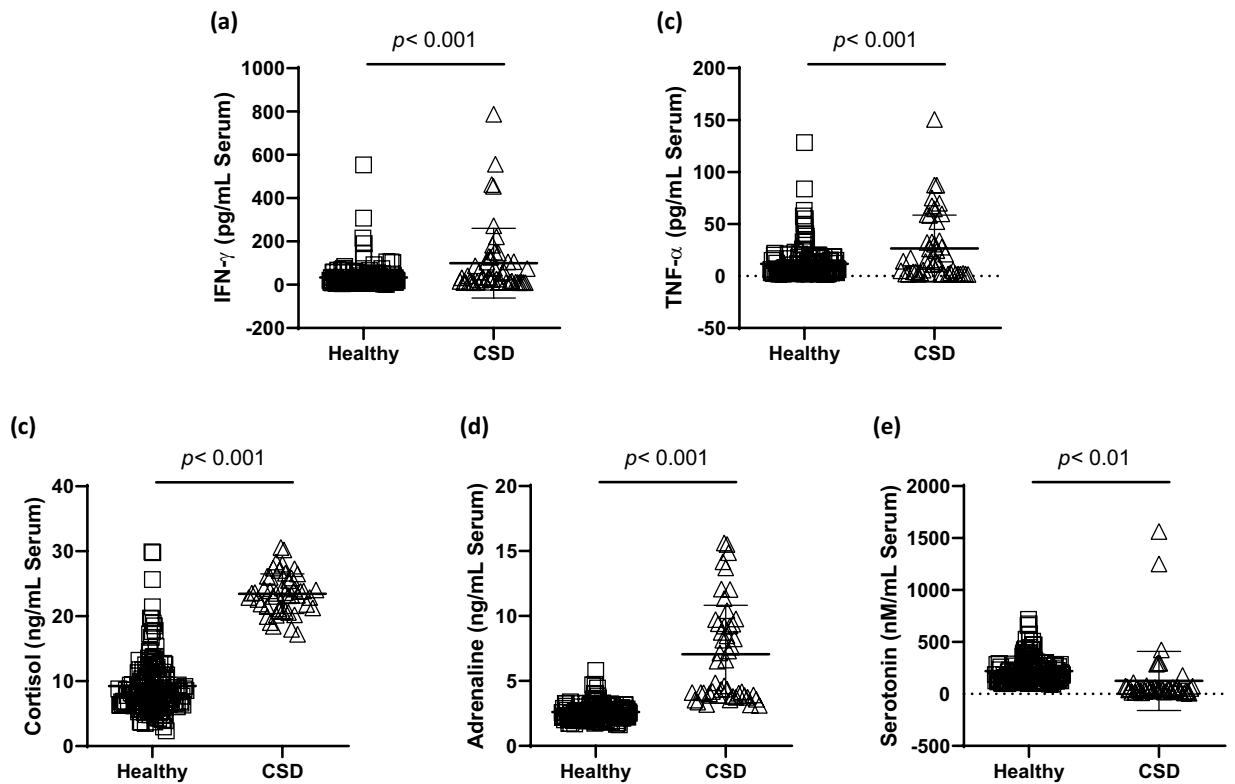 (a)
p< 0.001
IFN-γ (pg/mL Serum)
1000
800
600
400
200
0
-200
Healthy
CSD
(c)
p< 0.001
TNF-α (pg/mL Serum)
200
150
100
50
0
-50
Healthy
CSD
(c)
p< 0.001
Cortisol (ng/mL Serum)
40
30
20
10
0
Healthy
CSD
(d)
p< 0.001
Adrenaline (ng/mL Serum)
20
15
10
5
0
Healthy
CSD
(e)
p< 0.01
Serotonin (nM/mL Serum)
2000
1500
1000
500
0
-500
Healthy
CSD